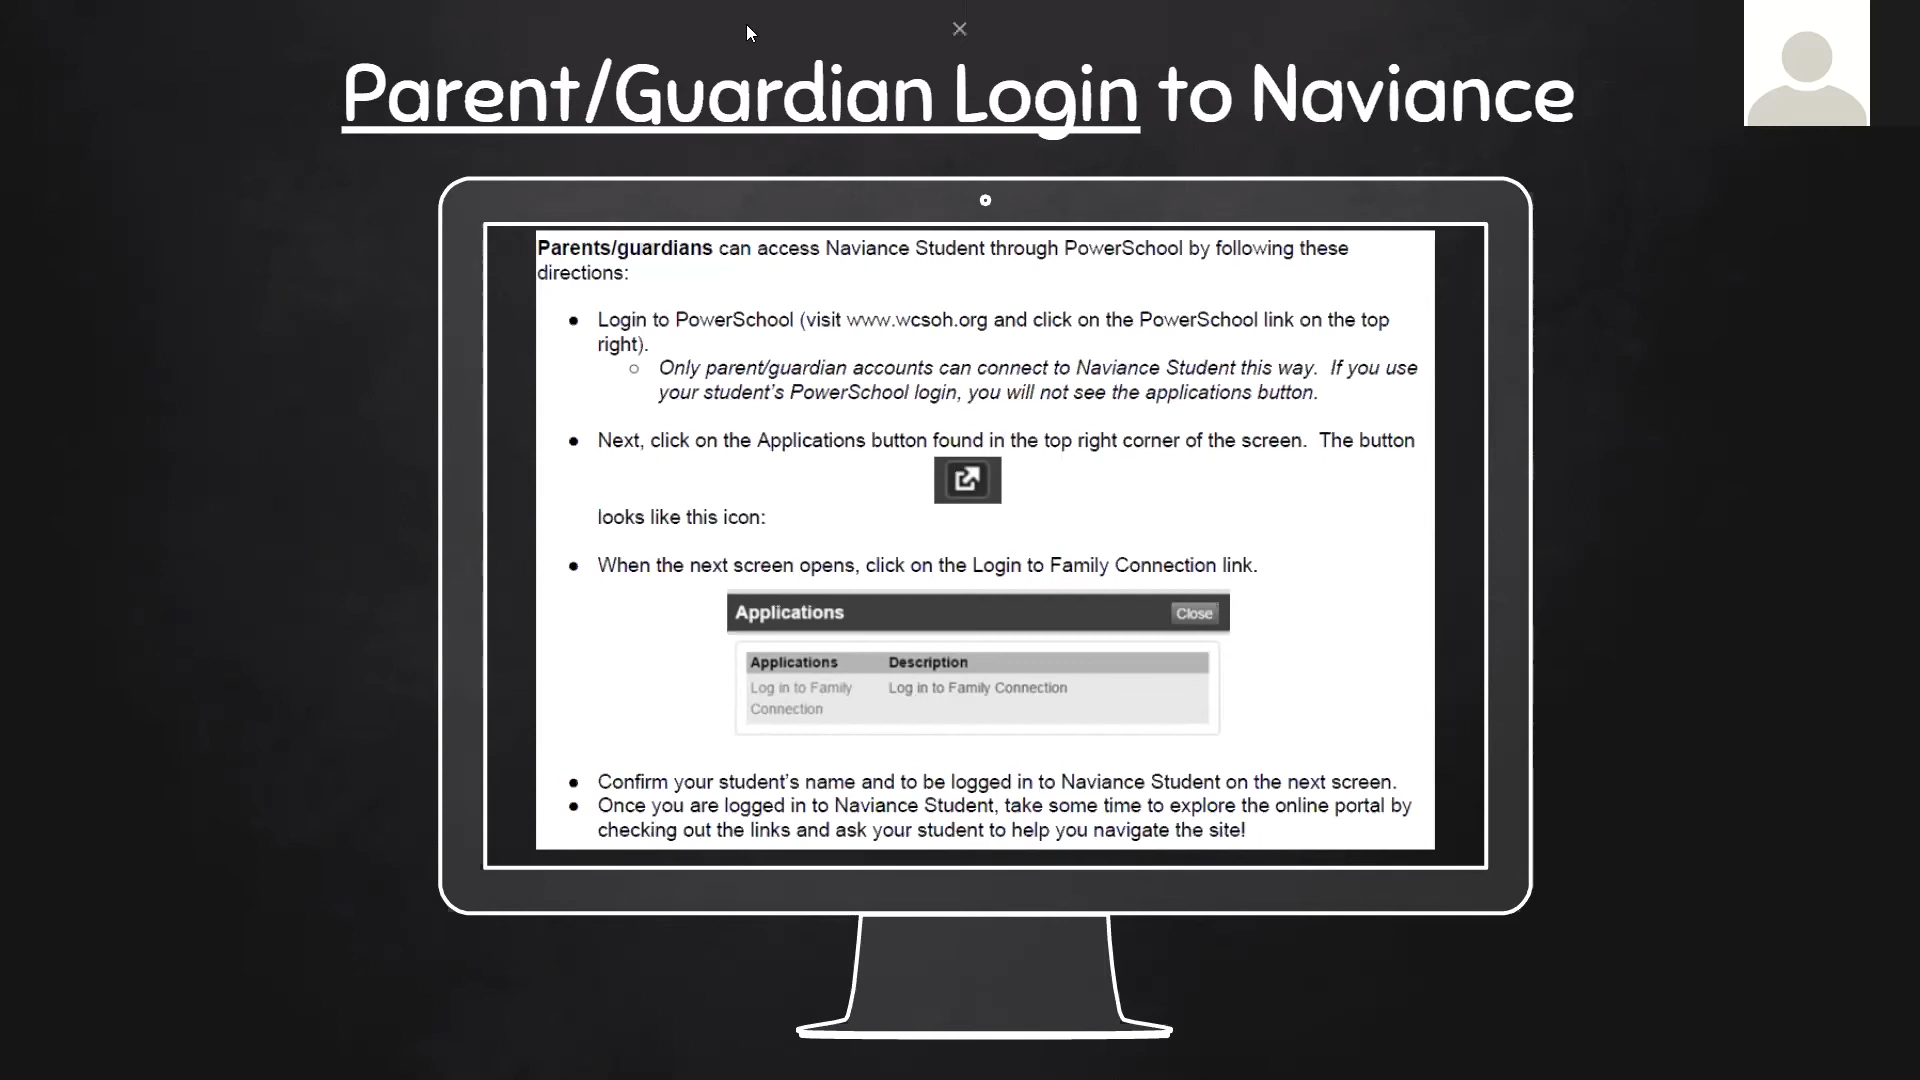 Parent/Guardian Login to Naviance
Parents/guardians can access Naviance Student through PowerSchool by following these
directions:
● Login to PowerSchool (visit www.wcsoh.org and click on the PowerSchool link on the top
right).
○ Only parent/guardian accounts can connect to Naviance Student this way. If you use
your student's PowerSchool login, you will not see the applications button.
● Next, click on the Applications button found in the top right corner of the screen. The button
looks like this icon:
● When the next screen opens, click on the Login to Family Connection link.
Applications Close
Applications Description
Log in to Family Log in to Family Connection
Connection
● Confirm your student's name and to be logged in to Naviance Student on the next screen.
● Once you are logged in to Naviance Student, take some time to explore the online portal by
checking out the links and ask your student to help you navigate the site!